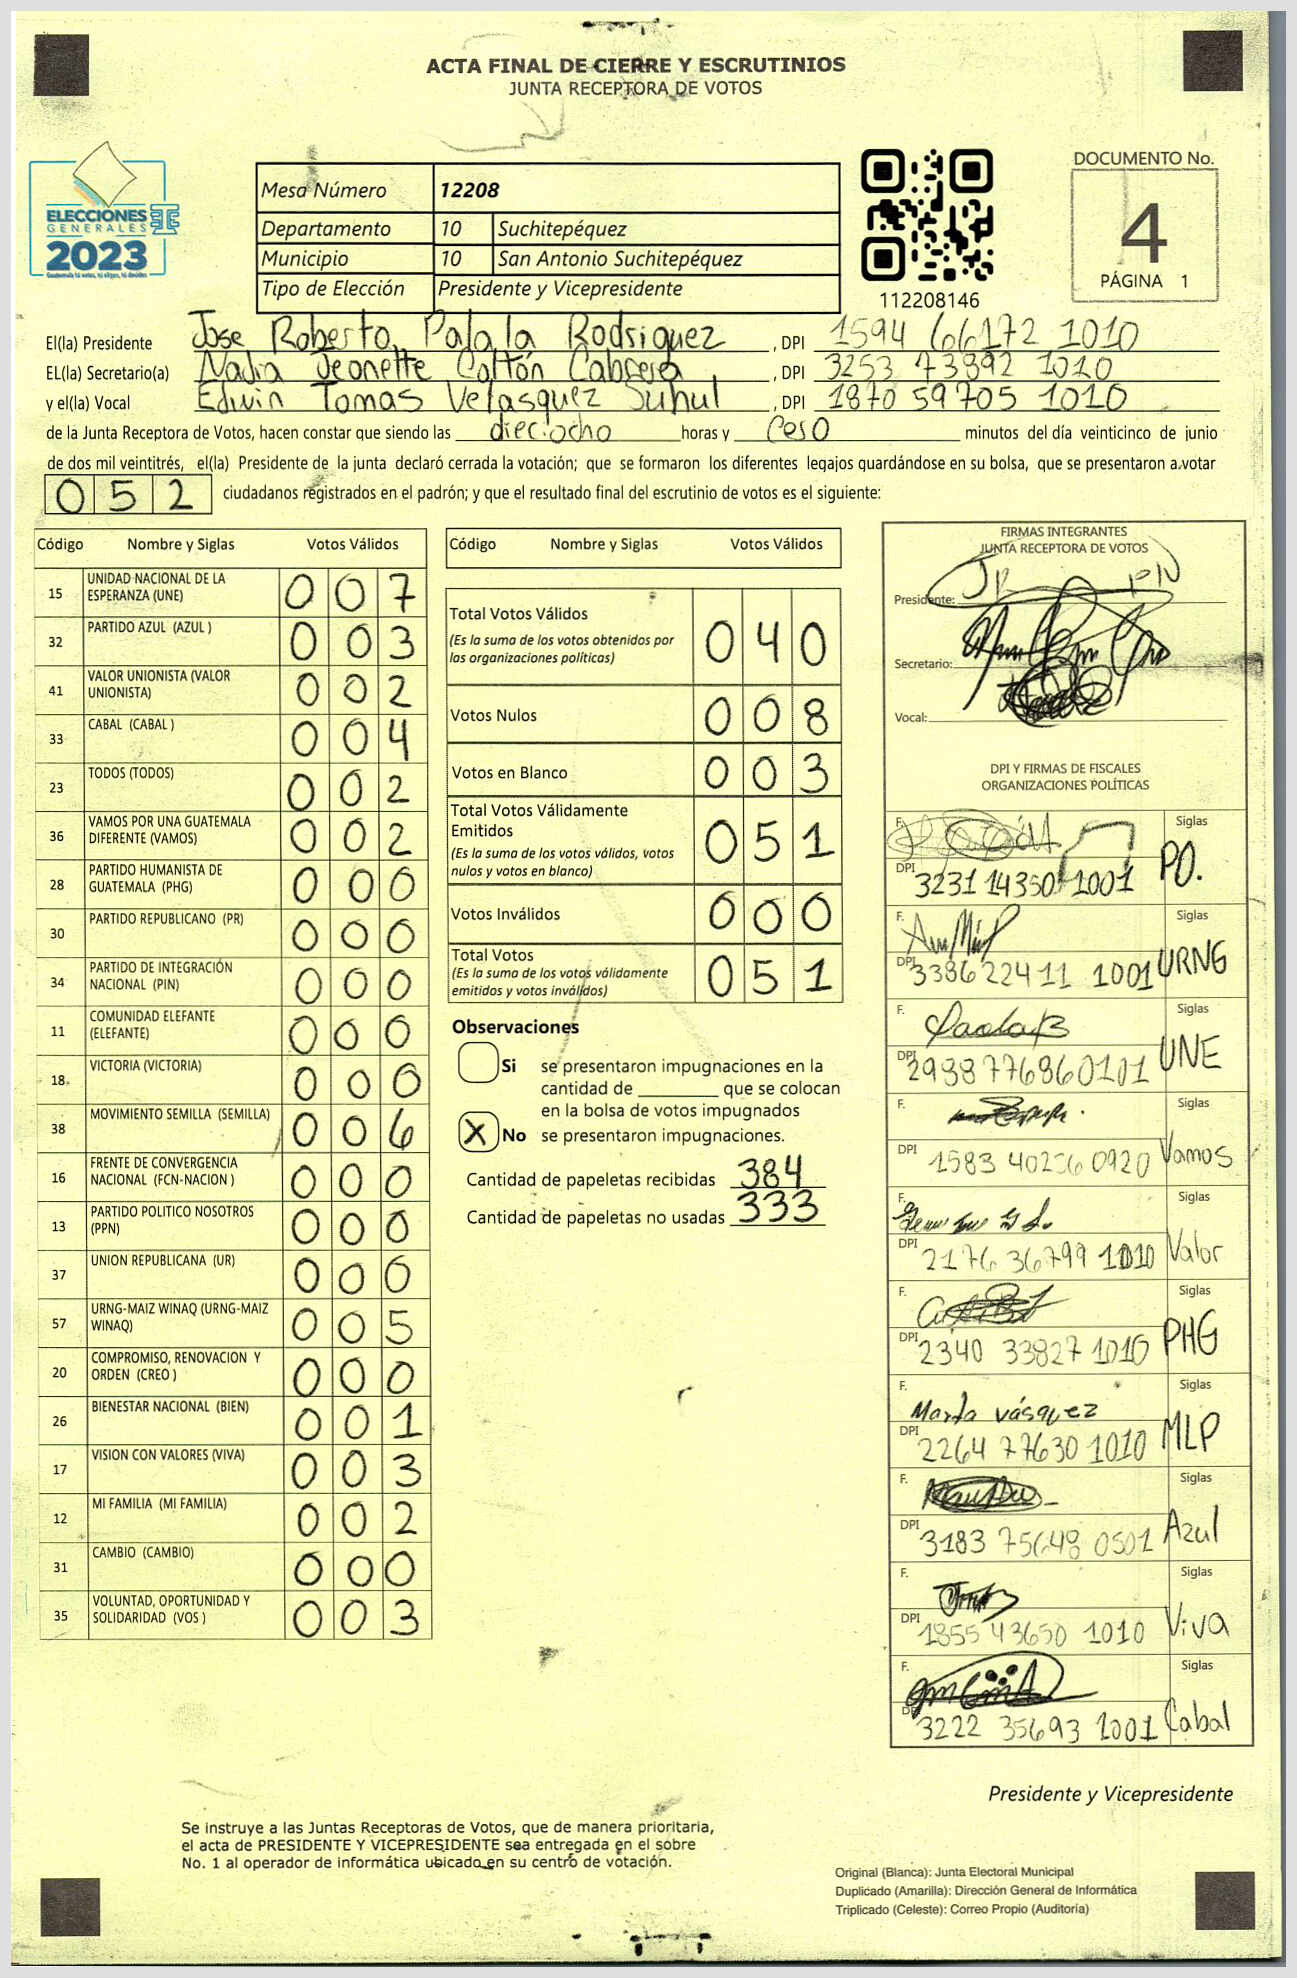 ACTA FINAL DE CIERRE Y ESCRUTINIOS
JUNTA RECEPTORA DE VOTOS
ELECCIONES
GENERALES
2023
Guatemala tú votas, tú eliges, tú decides
Mesa Número 12208
Departamento 10 Suchitepéquez
Municipio 10 San Antonio Suchitepéquez
Tipo de Elección Presidente y Vicepresidente
112208146
DOCUMENTO No.
4
PÁGINA 1
El(la) Presidente Jose Roberto Palala Rodriguez, DPI 1594 66172 1010
EL(la) Secretario(a) Nadia Jeonette Coltón Cabrera, DPI 3253 73892 1010
y el(la) Vocal Edwin Tomas Velasquez Suhul, DPI 1870 59705 1010
de la Junta Receptora de Votos, hacen constar que siendo las dieciocho horas y cero minutos del día veinticinco de junio
de dos mil veintitrés, el(la) Presidente de la junta declaró cerrada la votación; que se formaron los diferentes legajos quardándose en su bolsa, que se presentaron a votar
052 ciudadanos registrados en el padrón; y que el resultado final del escrutinio de votos es el siguiente:
Código Nombre y Siglas Votos Válidos
15 UNIDAD NACIONAL DE LA ESPERANZA (UNE) 007
32 PARTIDO AZUL (AZUL ) 003
41 VALOR UNIONISTA (VALOR UNIONISTA) 002
33 CABAL (CABAL ) 004
23 TODOS (TODOS) 002
36 VAMOS POR UNA GUATEMALA DIFERENTE (VAMOS) 002
28 PARTIDO HUMANISTA DE GUATEMALA (PHG) 000
30 PARTIDO REPUBLICANO (PR) 000
34 PARTIDO DE INTEGRACIÓN NACIONAL (PIN) 000
11 COMUNIDAD ELEFANTE (ELEFANTE) 000
18 VICTORIA (VICTORIA) 000
38 MOVIMIENTO SEMILLA (SEMILLA) 006
16 FRENTE DE CONVERGENCIA NACIONAL (FCN-NACION ) 000
13 PARTIDO POLITICO NOSOTROS (PPN) 000
37 UNION REPUBLICANA (UR) 000
57 URNG-MAIZ WINAQ (URNG-MAIZ WINAQ) 005
20 COMPROMISO, RENOVACION Y ORDEN (CREO ) 000
26 BIENESTAR NACIONAL (BIEN) 001
17 VISION CON VALORES (VIVA) 003
12 MI FAMILIA (MI FAMILIA) 002
31 CAMBIO (CAMBIO) 000
35 VOLUNTAD, OPORTUNIDAD Y SOLIDARIDAD (VOS ) 003
Código Nombre y Siglas Votos Válidos
Total Votos Válidos 040
(Es la suma de los votos obtenidos por
las organizaciones políticas)
Votos Nulos 008
Votos en Blanco 003
Total Votos Válidamente
Emitidos 051
(Es la suma de los votos válidos, votos
nulos y votos en blanco)
Votos Inválidos 000
Total Votos 051
(Es la suma de los votos válidamente
emitidos y votos inválidos)
Observaciones
Si se presentaron impugnaciones en la
cantidad de ________ que se colocan
en la bolsa de votos impugnados
X No se presentaron impugnaciones.
Cantidad de papeletas recibidas 384
Cantidad de papeletas no usadas 333
FIRMAS INTEGRANTES
JUNTA RECEPTORA DE VOTOS
Presidente:
Secretario:
Vocal:
DPI Y FIRMAS DE FISCALES
ORGANIZACIONES POLÍTICAS
F. Siglas
DPI 3231 14350 1001 PO.
F. Siglas
DPI 3386 22411 1001 URNG
F. Siglas
DPI 2938776860101 UNE
F. Siglas
DPI 1583 40256 0920 Vamos
F. Siglas
DPI 2176 36799 1010 Valor
F. Siglas
DPI 2340 33827 1010 PHG
F. Marta Vásquez Siglas
DPI 2264 77630 1010 MLP
F. Siglas
DPI 3183 75648 0501 Azul
F. Siglas
DPI 1855 43650 1010 Viva
F. Siglas
DPI 3222 35693 1001 Cabal
Presidente y Vicepresidente
Se instruye a las Juntas Receptoras de Votos, que de manera prioritaria,
el acta de PRESIDENTE Y VICEPRESIDENTE sea entregada en el sobre
No. 1 al operador de informática ubicado en su centro de votación.
Original (Blanca): Junta Electoral Municipal
Duplicado (Amarilla): Dirección General de Informática
Triplicado (Celeste): Correo Propio (Auditoría)